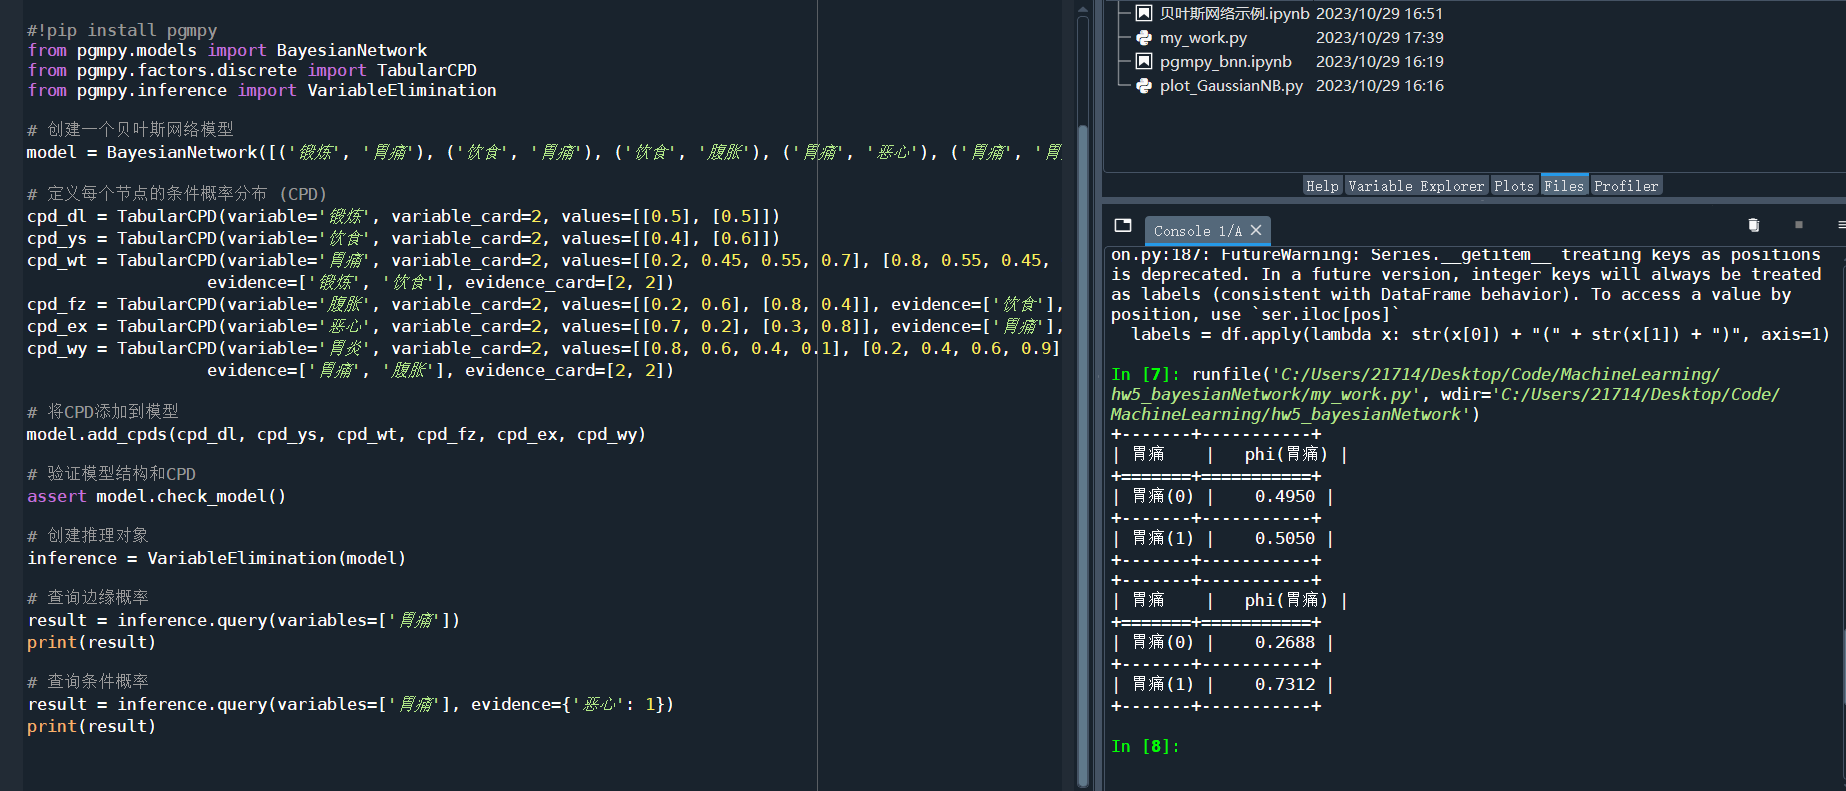 #!pip install pgmpy
from pgmpy.models import BayesianNetwork
from pgmpy.factors.discrete import TabularCPD
from pgmpy.inference import VariableElimination
# 创建一个贝叶斯网络模型
model = BayesianNetwork([('锻炼', '胃痛'), ('饮食', '胃痛'), ('饮食', '腹胀'), ('胃痛', '恶心'), ('胃痛', '胃
# 定义每个节点的条件概率分布 (CPD)
cpd_dl = TabularCPD(variable='锻炼', variable_card=2, values=[[0.5], [0.5]])
cpd_ys = TabularCPD(variable='饮食', variable_card=2, values=[[0.4], [0.6]])
cpd_wt = TabularCPD(variable='胃痛', variable_card=2, values=[[0.2, 0.45, 0.55, 0.7], [0.8, 0.55, 0.45,
evidence=['锻炼', '饮食'], evidence_card=[2, 2])
cpd_fz = TabularCPD(variable='腹胀', variable_card=2, values=[[0.2, 0.6], [0.8, 0.4]], evidence=['饮食'],
cpd_ex = TabularCPD(variable='恶心', variable_card=2, values=[[0.7, 0.2], [0.3, 0.8]], evidence=['胃痛'],
cpd_wy = TabularCPD(variable='胃炎', variable_card=2, values=[[0.8, 0.6, 0.4, 0.1], [0.2, 0.4, 0.6, 0.9]
evidence=['胃痛', '腹胀'], evidence_card=[2, 2])
# 将CPD添加到模型
model.add_cpds(cpd_dl, cpd_ys, cpd_wt, cpd_fz, cpd_ex, cpd_wy)
# 验证模型结构和CPD
assert model.check_model()
# 创建推理对象
inference = VariableElimination(model)
# 查询边缘概率
result = inference.query(variables=['胃痛'])
print(result)
# 查询条件概率
result = inference.query(variables=['胃痛'], evidence={'恶心': 1})
print(result)
贝叶斯网络示例.ipynb 2023/10/29 16:51
my_work.py 2023/10/29 17:39
pgmpy_bnn.ipynb 2023/10/29 16:19
plot_GaussianNB.py 2023/10/29 16:16
Help Variable Explorer Plots Files Profiler
Console 1/A
on.py:187: FutureWarning: Series.__getitem__ treating keys as positions
is deprecated. In a future version, integer keys will always be treated
as labels (consistent with DataFrame behavior). To access a value by
position, use `ser.iloc[pos]`
labels = df.apply(lambda x: str(x[0]) + "(" + str(x[1]) + ")", axis=1)
In [7]: runfile('C:/Users/21714/Desktop/Code/MachineLearning/
hw5_bayesianNetwork/my_work.py', wdir='C:/Users/21714/Desktop/Code/
MachineLearning/hw5_bayesianNetwork')
+-------+-----------+
| 胃痛 | phi(胃痛) |
+=======+===========+
| 胃痛(0) | 0.4950 |
+-------+-----------+
| 胃痛(1) | 0.5050 |
+-------+-----------+
+-------+-----------+
| 胃痛 | phi(胃痛) |
+=======+===========+
| 胃痛(0) | 0.2688 |
+-------+-----------+
| 胃痛(1) | 0.7312 |
+-------+-----------+
In [8]: